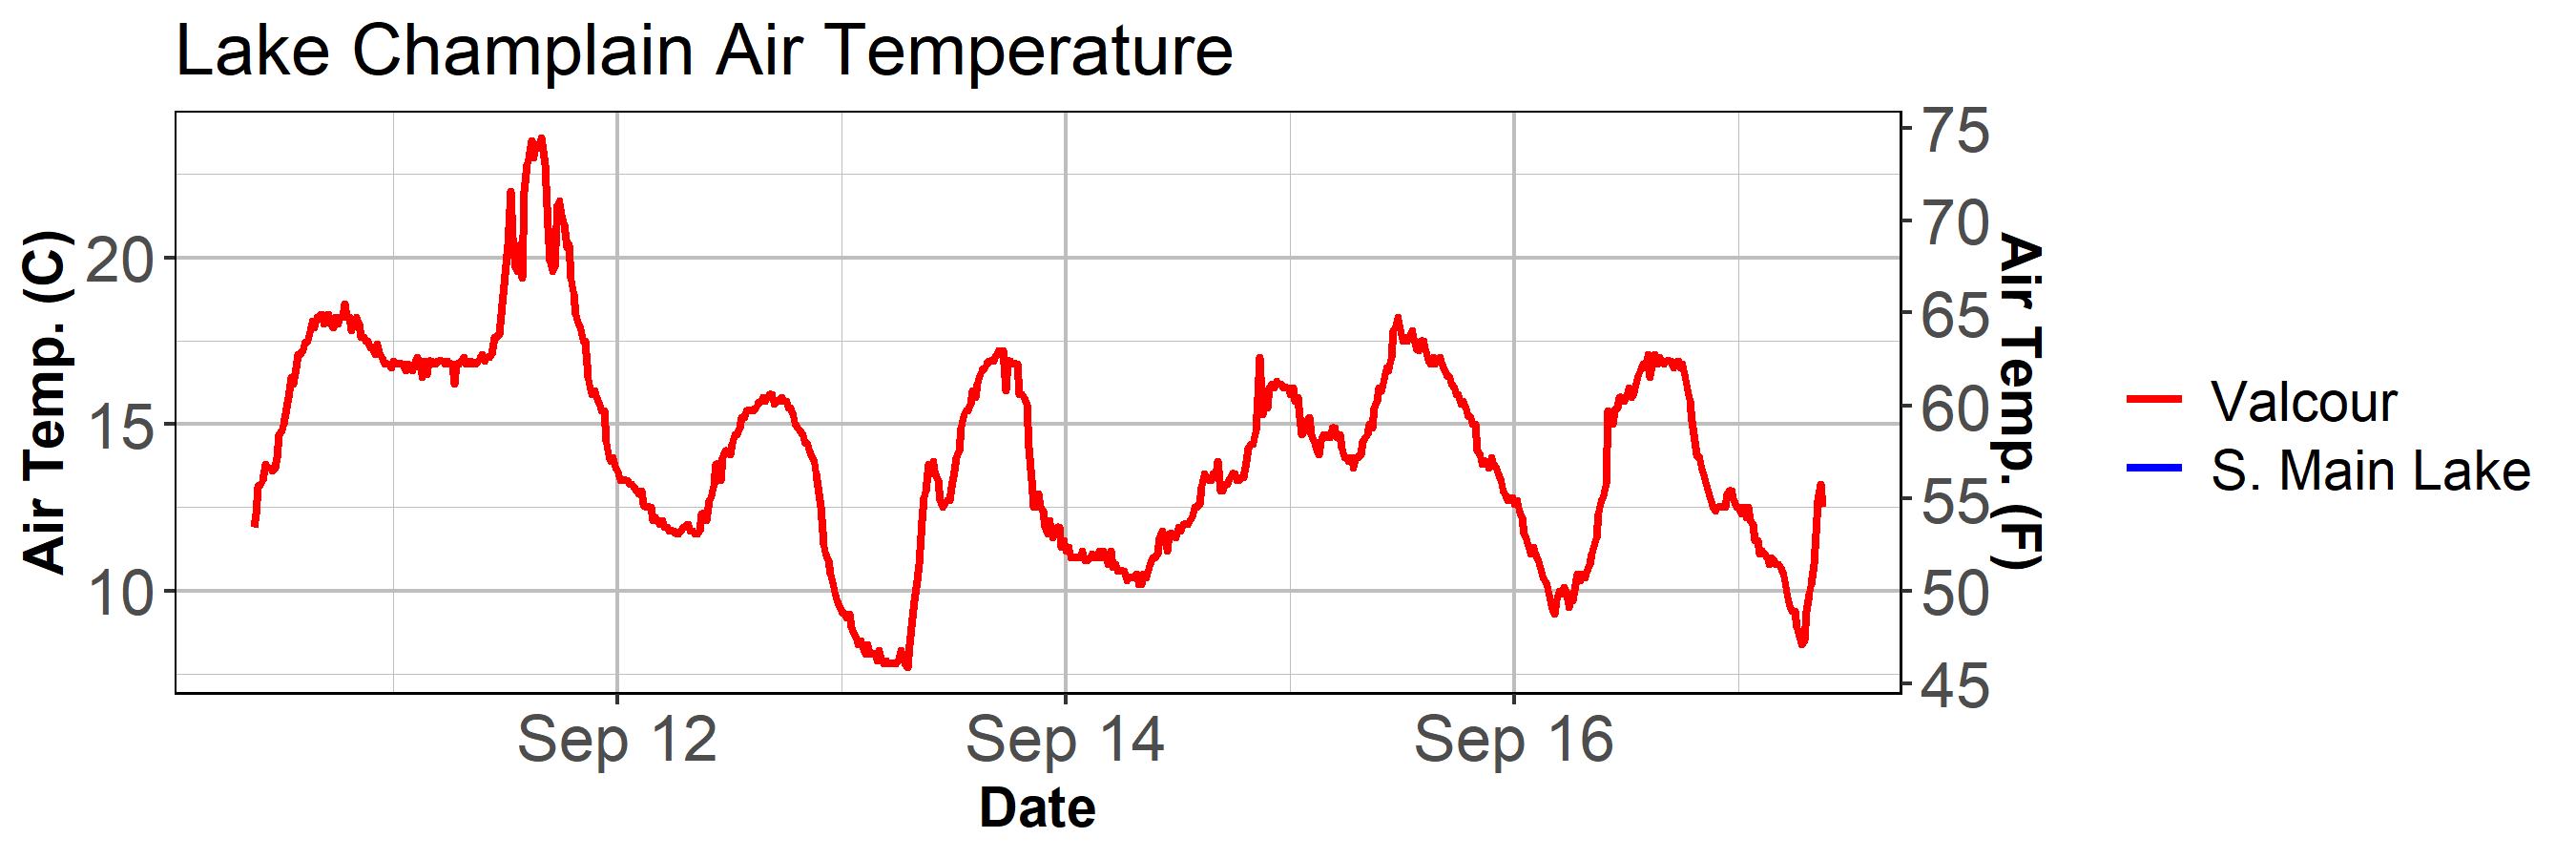 Lake Champlain Air Temperature
Air Temp. (C)
20
15
10
75
70
65
60
55
50
45
Air Temp. (F)
Sep 12
Sep 14
Sep 16
Date
Valcour
S. Main Lake